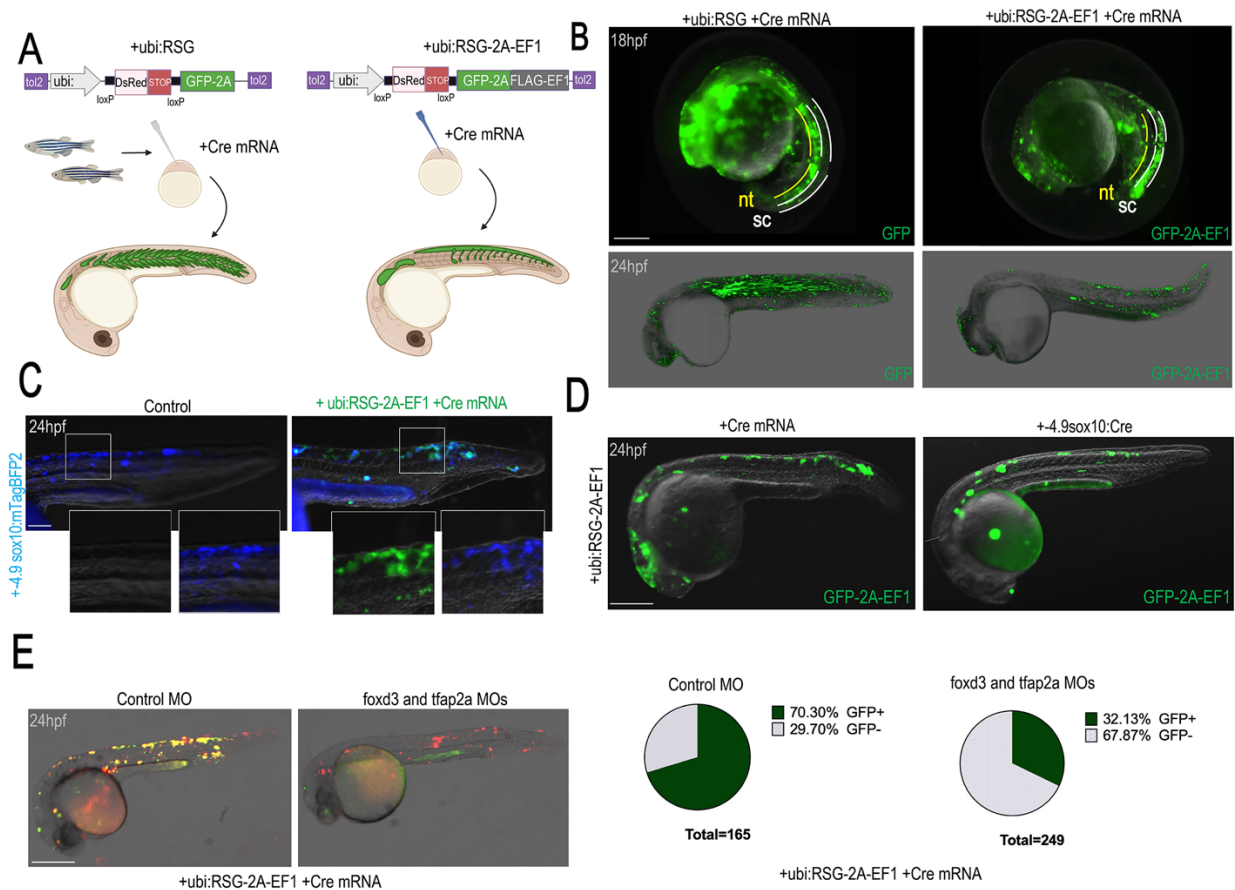 A
+ubi:RSG
+ubi:RSG-2A-EF1
tol2 ubi: DsRed STOP GFP-2A tol2
loxP loxP
tol2 ubi: DsRed STOP GFP-2A FLAG-EF1 tol2
loxP loxP
+Cre mRNA
+Cre mRNA
B
+ubi:RSG +Cre mRNA
+ubi:RSG-2A-EF1 +Cre mRNA
18hpf
nt
sc
GFP
nt
sc
GFP-2A-EF1
24hpf
GFP
GFP-2A-EF1
C
Control
+ ubi:RSG-2A-EF1 +Cre mRNA
24hpf
+-4.9 sox10:mTagBFP2
D
+Cre mRNA
+-4.9sox10:Cre
24hpf
+ubi:RSG-2A-EF1
GFP-2A-EF1
GFP-2A-EF1
E
Control MO
foxd3 and tfap2a MOs
24hpf
+ubi:RSG-2A-EF1 +Cre mRNA
Control MO
70.30% GFP+
29.70% GFP-
Total=165
foxd3 and tfap2a MOs
32.13% GFP+
67.87% GFP-
Total=249
+ubi:RSG-2A-EF1 +Cre mRNA